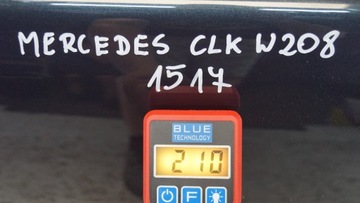 MERCEDES CLK W208
1517
BLUE
TECHNOLOGY
210
F